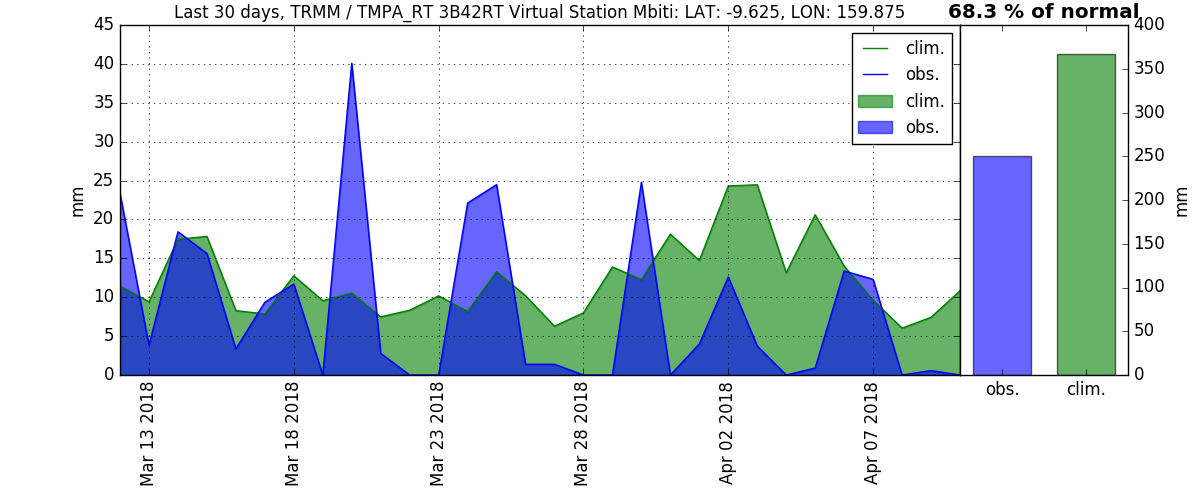 Last 30 days, TRMM / TMPA_RT 3B42RT Virtual Station Mbiti: LAT: -9.625, LON: 159.875
68.3 % of normal
45
40
35
30
25
20
15
10
5
0
mm
clim.
obs.
clim.
obs.
Mar 13 2018
Mar 18 2018
Mar 23 2018
Mar 28 2018
Apr 02 2018
Apr 07 2018
400
350
300
250
200
150
100
50
0
mm
obs.
clim.